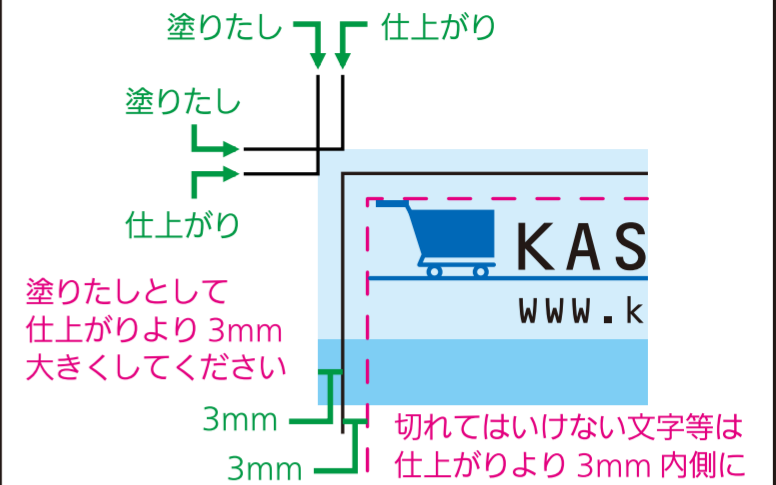 塗りたし
仕上がり
塗りたし
仕上がり
KAS
www.k
塗りたしとして
仕上がりより 3mm
大きくしてください
3mm
3mm
切れてはいけない文字等は
仕上がりより 3mm 内側に